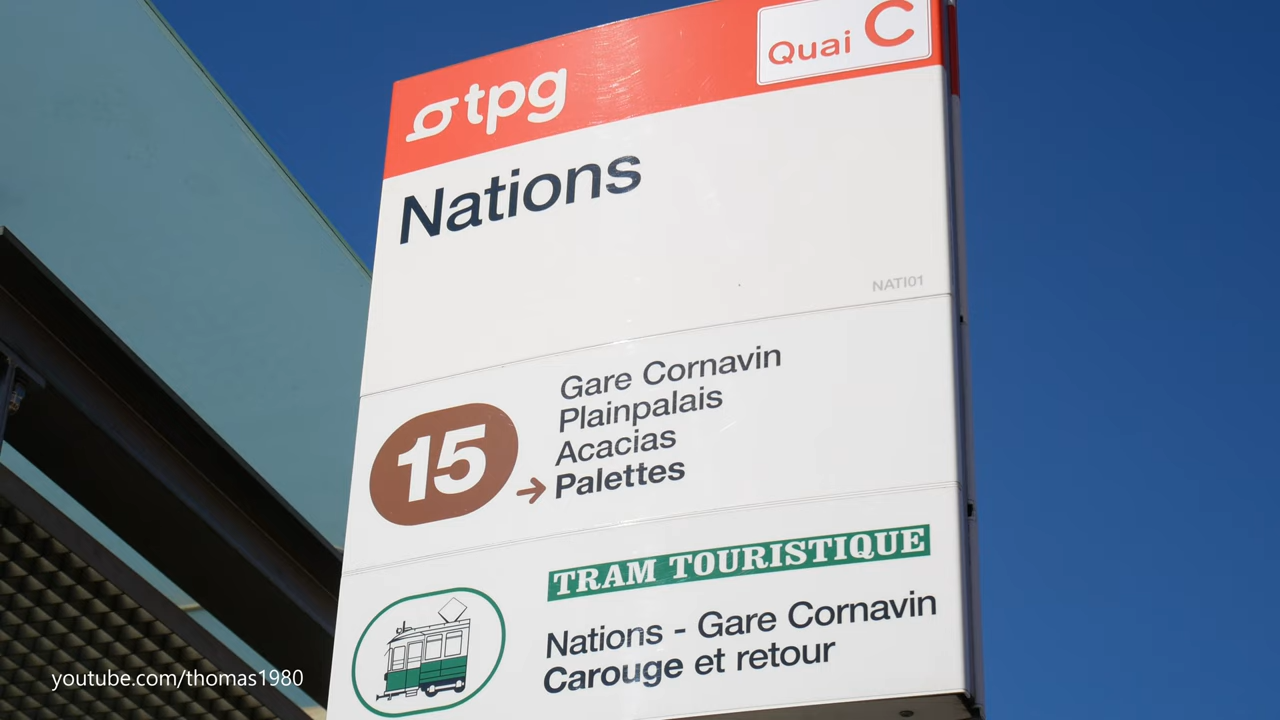 tpg
Quai C
Nations
NATI01
15
Gare Cornavin
Plainpalais
Acacias
→ Palettes
TRAM TOURISTIQUE
Nations - Gare Cornavin
Carouge et retour
youtube.com/thomas1980